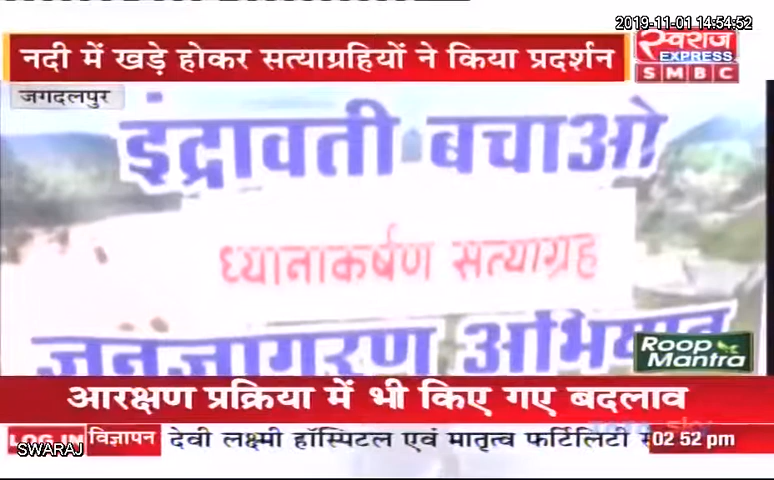 2019-11-01 14:54:52
नदी में खड़े होकर सत्याग्रहियों ने किया प्रदर्शन
स्वराज
EXPRESS
SMBC
जगदलपुर
इंद्रावती बचाओ
ध्यानाकर्षण सत्याग्रह
जनजागरण अभियान
Roop
Mantra
आरक्षण प्रक्रिया में भी किए गए बदलाव
LOG IN विज्ञापन देवी लक्ष्मी हॉस्पिटल एवं मातृत्व फर्टिलिटी 02 52 pm
SWARAJ